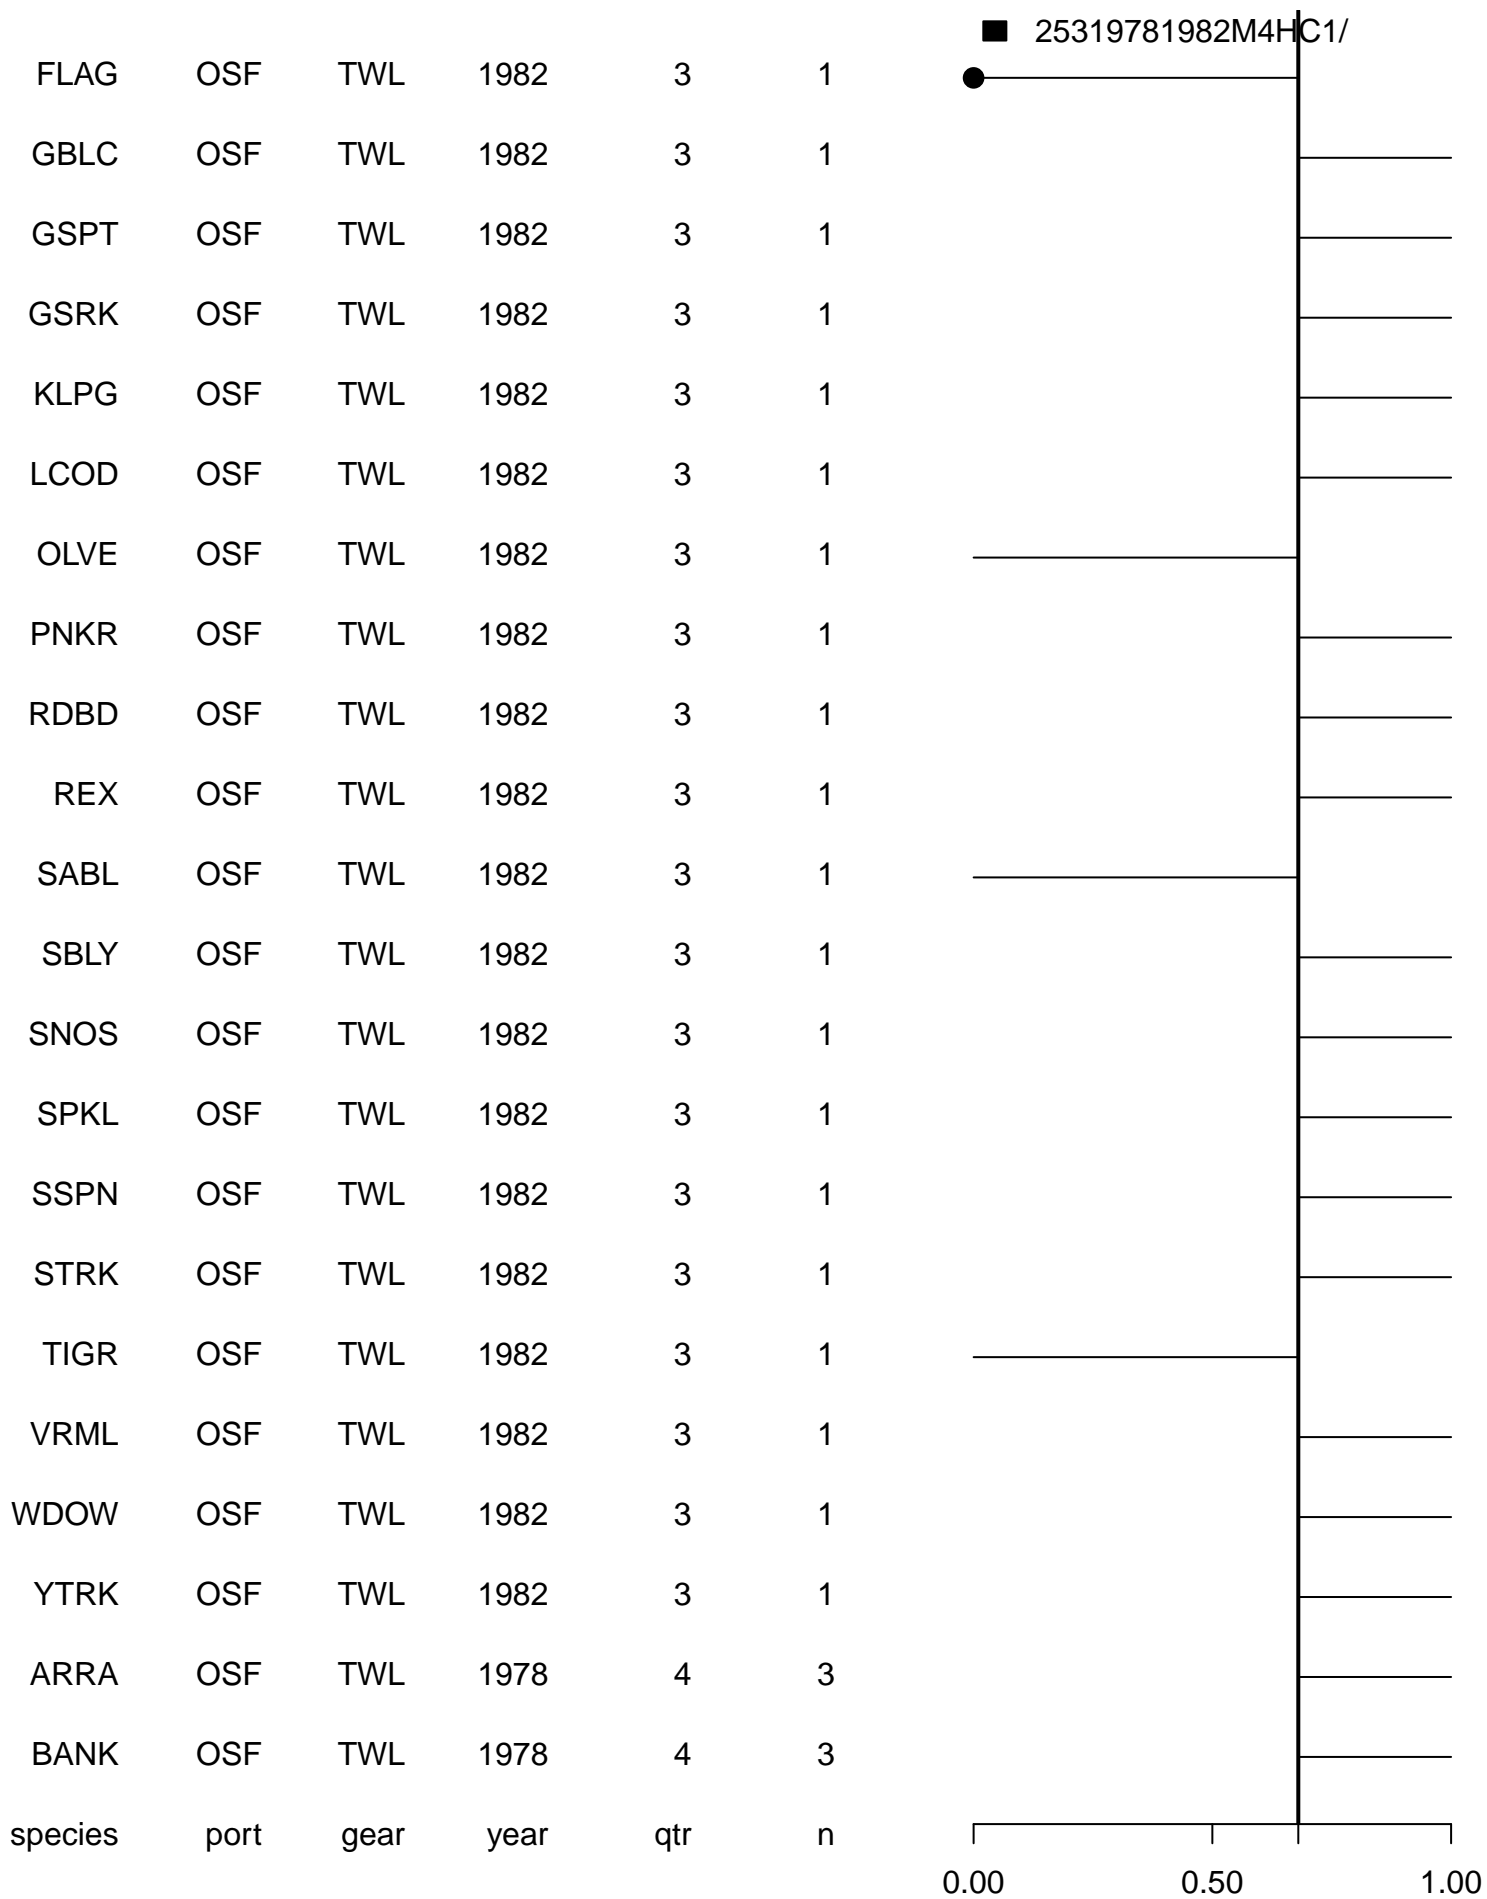 25319781982M4HC1/
FLAG OSF TWL 1982 3 1
GBLC OSF TWL 1982 3 1
GSPT OSF TWL 1982 3 1
GSRK OSF TWL 1982 3 1
KLPG OSF TWL 1982 3 1
LCOD OSF TWL 1982 3 1
OLVE OSF TWL 1982 3 1
PNKR OSF TWL 1982 3 1
RDBD OSF TWL 1982 3 1
REX OSF TWL 1982 3 1
SABL OSF TWL 1982 3 1
SBLY OSF TWL 1982 3 1
SNOS OSF TWL 1982 3 1
SPKL OSF TWL 1982 3 1
SSPN OSF TWL 1982 3 1
STRK OSF TWL 1982 3 1
TIGR OSF TWL 1982 3 1
VRML OSF TWL 1982 3 1
WDOW OSF TWL 1982 3 1
YTRK OSF TWL 1982 3 1
ARRA OSF TWL 1978 4 3
BANK OSF TWL 1978 4 3
species port gear year qtr n
0.00 0.50 1.00